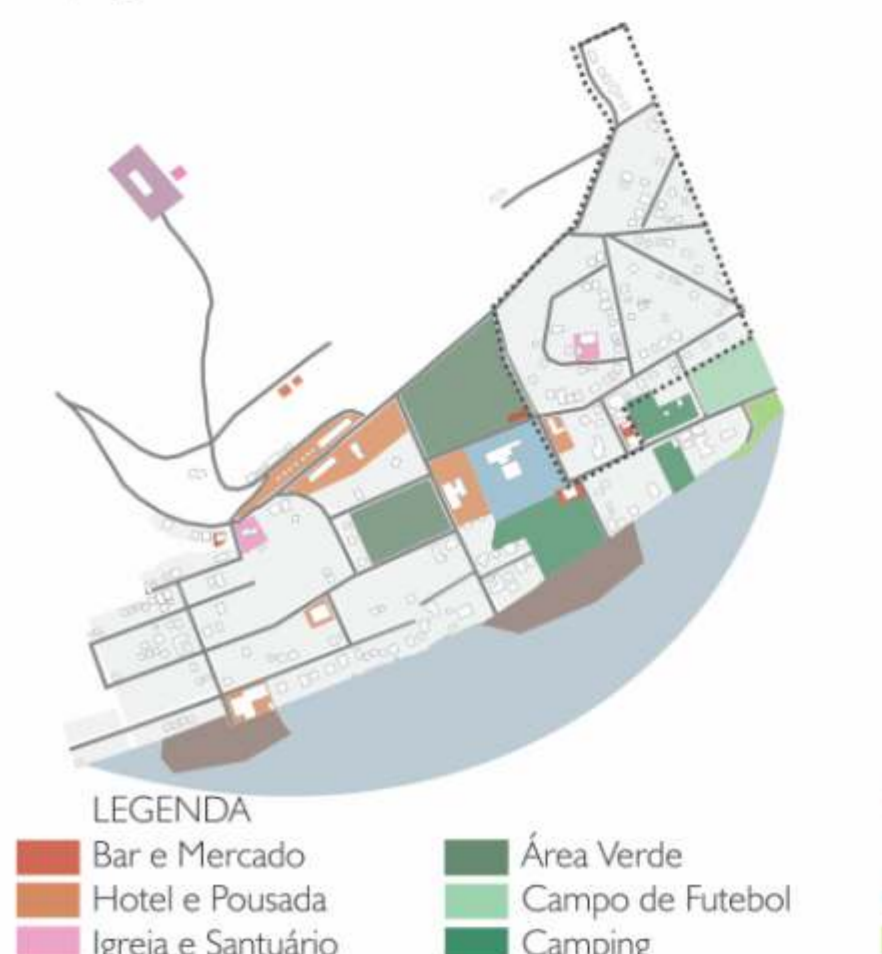 LEGENDA
Bar e Mercado
Hotel e Pousada
Igreja e Santuário
Área Verde
Campo de Futebol
Camping